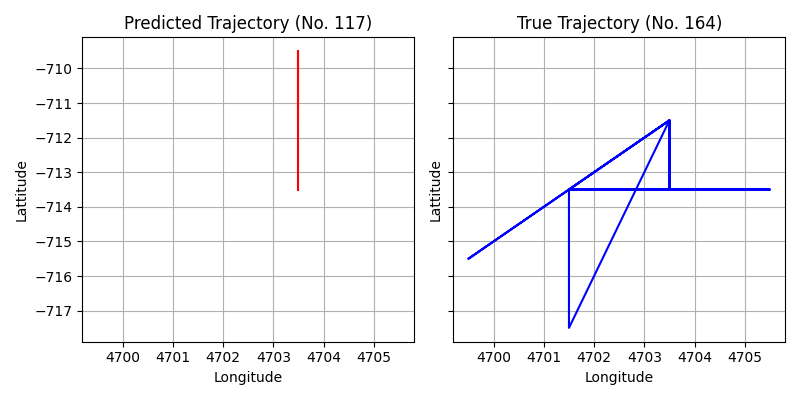 Predicted Trajectory (No. 117)
True Trajectory (No. 164)
−710
−711
−712
−713
−714
−715
−716
−717
Lattitude
Lattitude
4700 4701 4702 4703 4704 4705
4700 4701 4702 4703 4704 4705
Longitude
Longitude